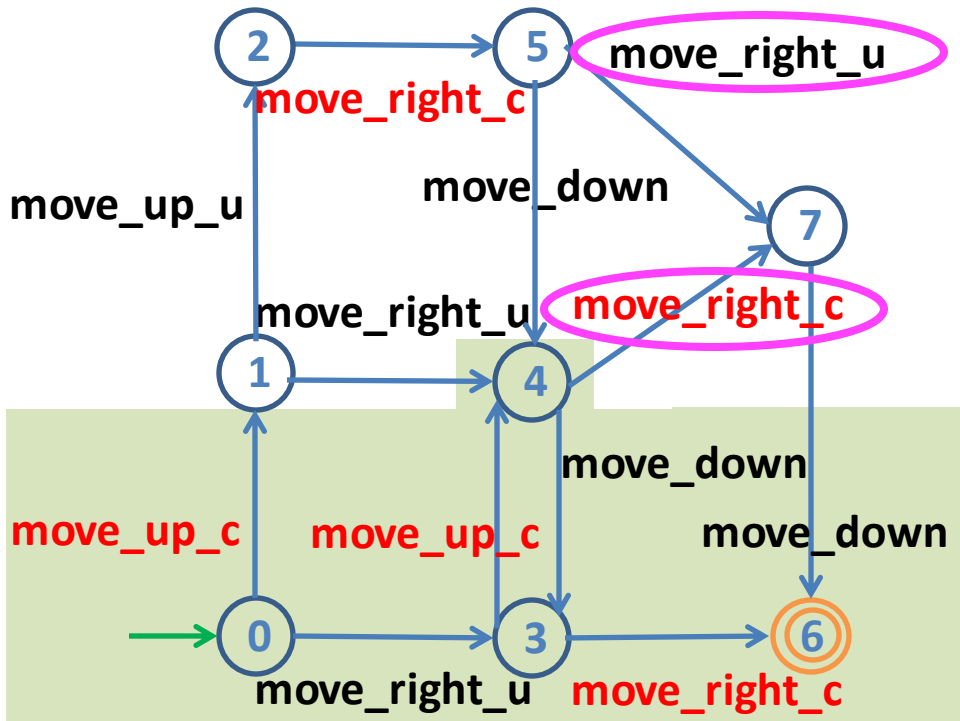 2
5
move_right_u
move_right_c
move_down
move_up_u
7
move_right_u
move_right_c
1
4
move_down
move_up_c
move_up_c
move_down
0
3
6
move_right_u
move_right_c